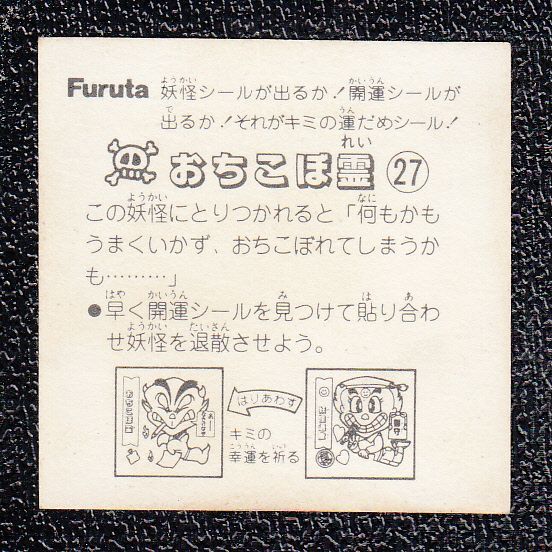 Furuta 妖怪シールが出るか!開運シールが
出るか!それがキミの運だめシール!
おちこぼ霊 27
この妖怪にとりつかれると「何もかも
うまくいかず、おちこぼれてしまうか
も………」
●早く開運シールを見つけて貼り合わ
せ妖怪を退散させよう。
はりあわす
キミの
幸運を祈る
おちこぼ霊